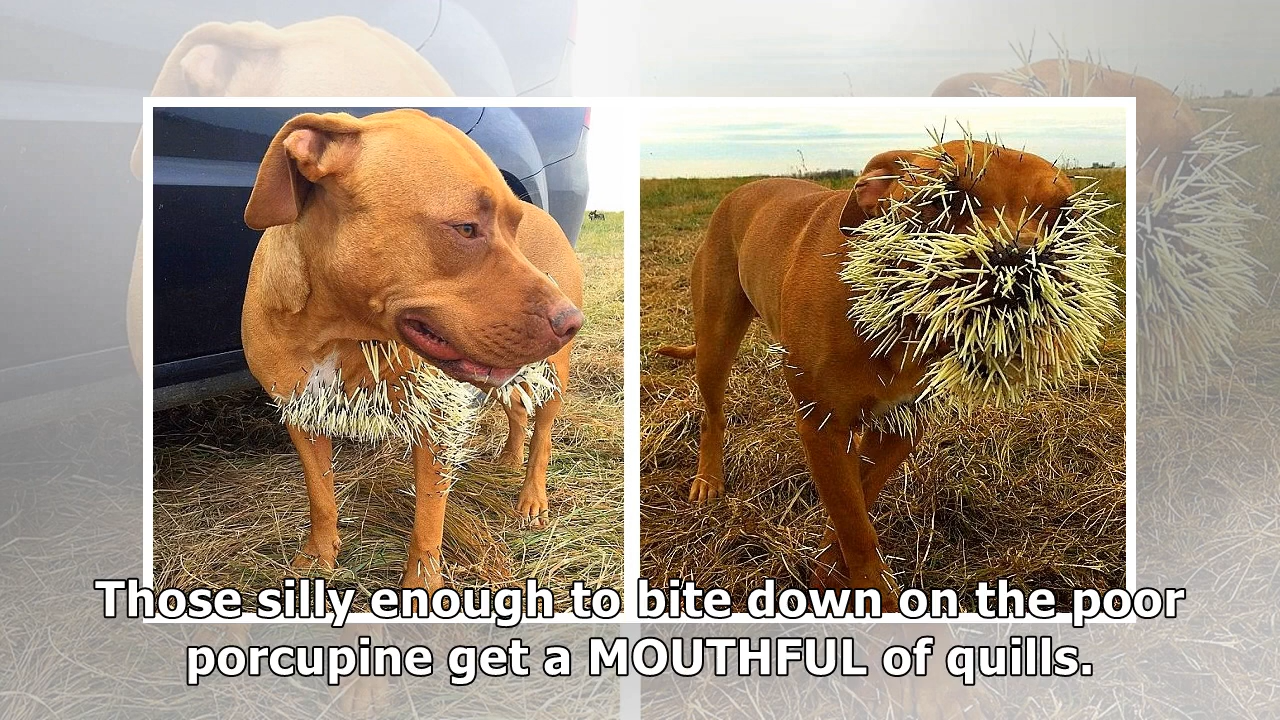 Those silly enough to bite down on the poor
porcupine get a MOUTHFUL of quills.